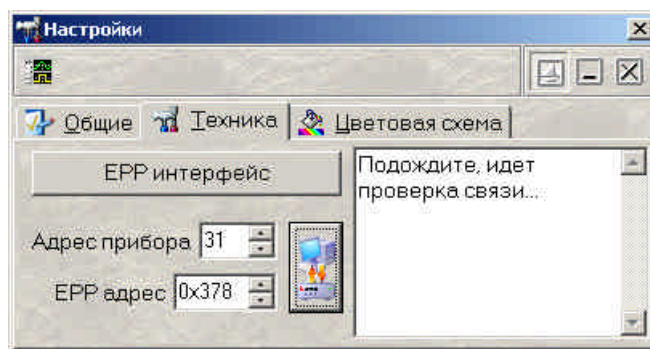 Настройки
Общие Техника Цветовая схема
EPP интерфейс
Адрес прибора 31
EPP адрес 0x378
Подождите, идет
проверка связи...